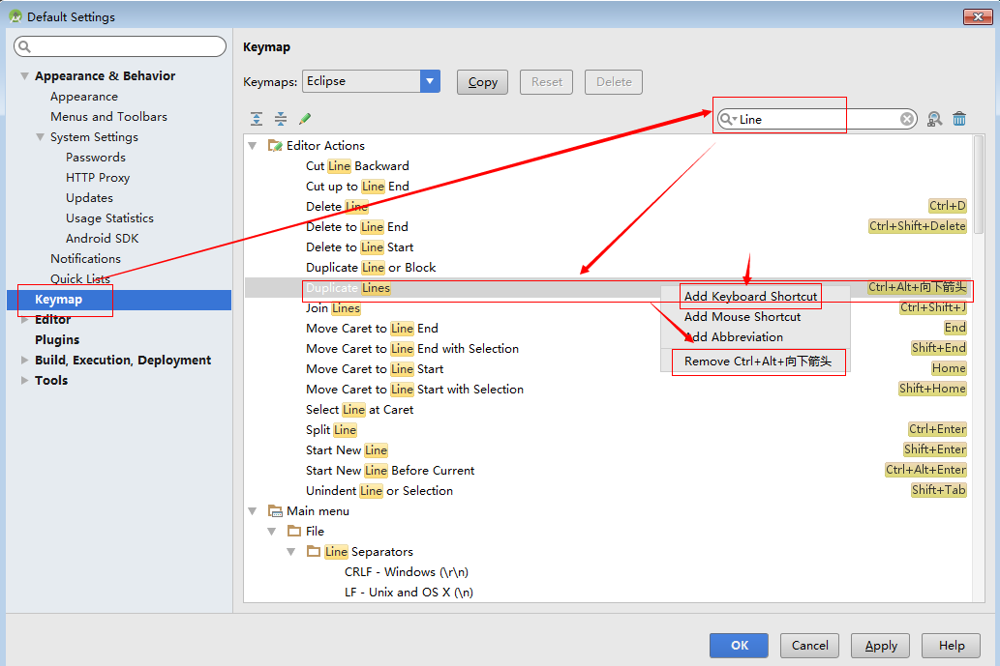 Default Settings
Appearance & Behavior
Appearance
Menus and Toolbars
System Settings
Passwords
HTTP Proxy
Updates
Usage Statistics
Android SDK
Notifications
Quick Lists
Keymap
Editor
Plugins
Build, Execution, Deployment
Tools
Keymap
Keymaps: Eclipse Copy Reset Delete
Line
Editor Actions
Cut Line Backward
Cut up to Line End
Delete Line Ctrl+D
Delete to Line End Ctrl+Shift+Delete
Delete to Line Start
Duplicate Line or Block
Duplicate Lines Ctrl+Alt+向下箭头
Join Lines Ctrl+Shift+J
Move Caret to Line End End
Move Caret to Line End with Selection Shift+End
Move Caret to Line Start Home
Move Caret to Line Start with Selection Shift+Home
Select Line at Caret
Split Line Ctrl+Enter
Start New Line Shift+Enter
Start New Line Before Current Ctrl+Alt+Enter
Unindent Line or Selection Shift+Tab
Main menu
File
Line Separators
CRLF - Windows (\r\n)
LF - Unix and OS X (\n)
Add Keyboard Shortcut
Add Mouse Shortcut
Add Abbreviation
Remove Ctrl+Alt+向下箭头
OK Cancel Apply Help